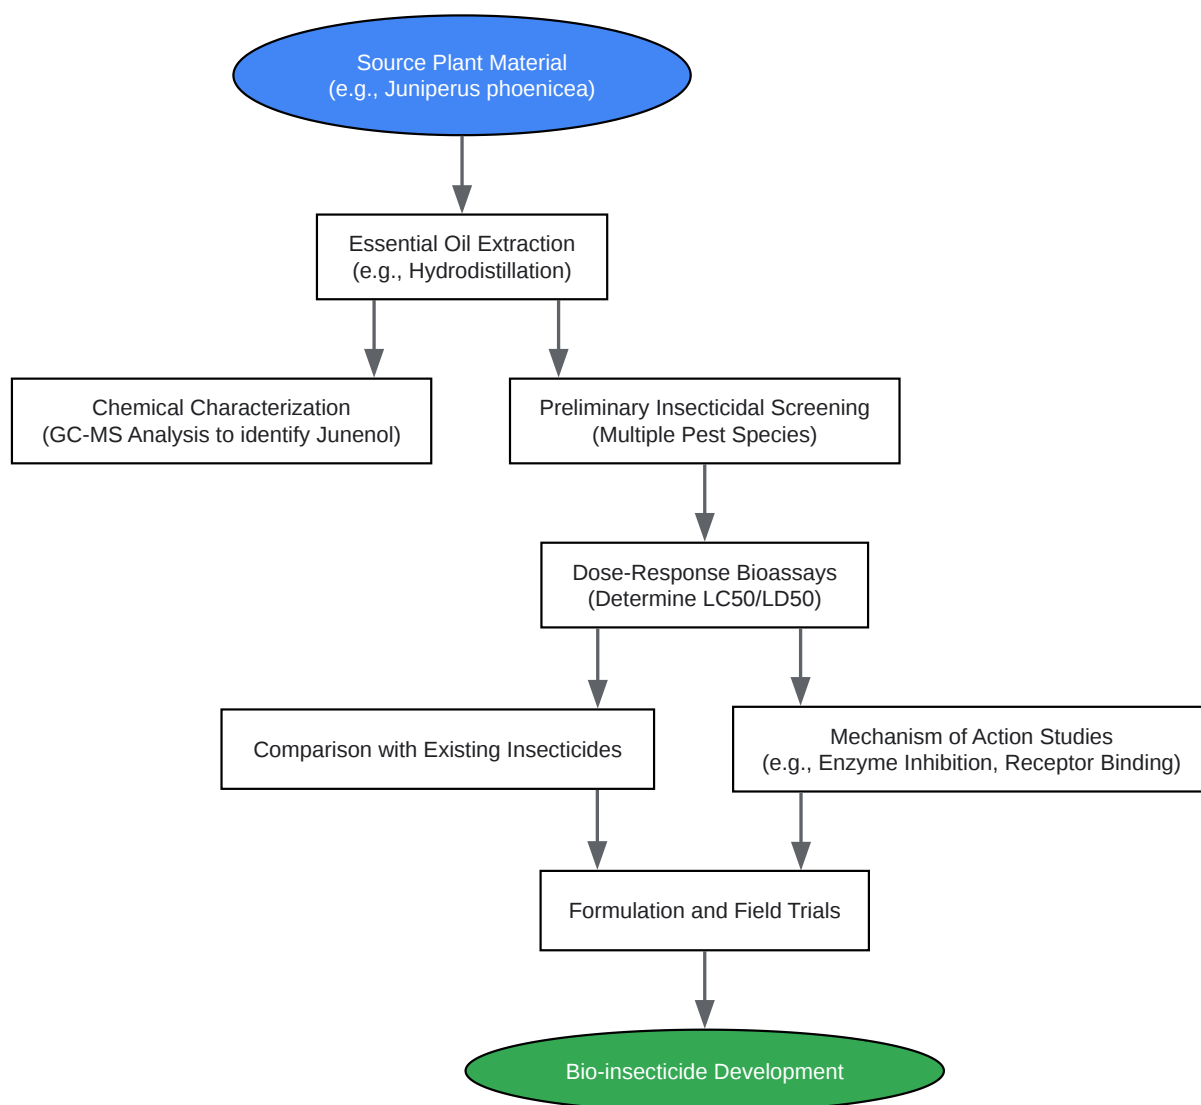 Source Plant Material
(e.g., Juniperus phoenicea)
Essential Oil Extraction
(e.g., Hydrodistillation)
Chemical Characterization
(GC-MS Analysis to identify Junenol)
Preliminary Insecticidal Screening
(Multiple Pest Species)
Dose-Response Bioassays
(Determine LC50/LD50)
Comparison with Existing Insecticides
Mechanism of Action Studies
(e.g., Enzyme Inhibition, Receptor Binding)
Formulation and Field Trials
Bio-insecticide Development